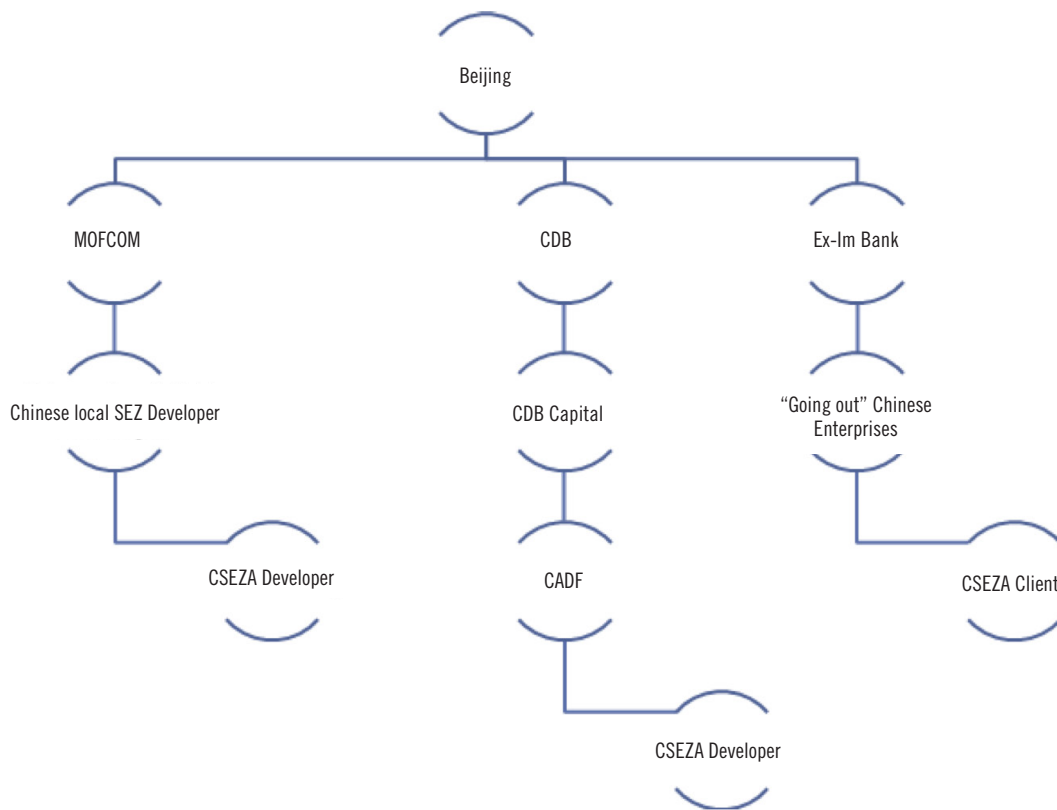 Beijing
MOFCOM
CDB
Ex-Im Bank
Chinese local SEZ Developer
CDB Capital
“Going out” Chinese
Enterprises
CSEZA Developer
CADF
CSEZA Client
CSEZA Developer